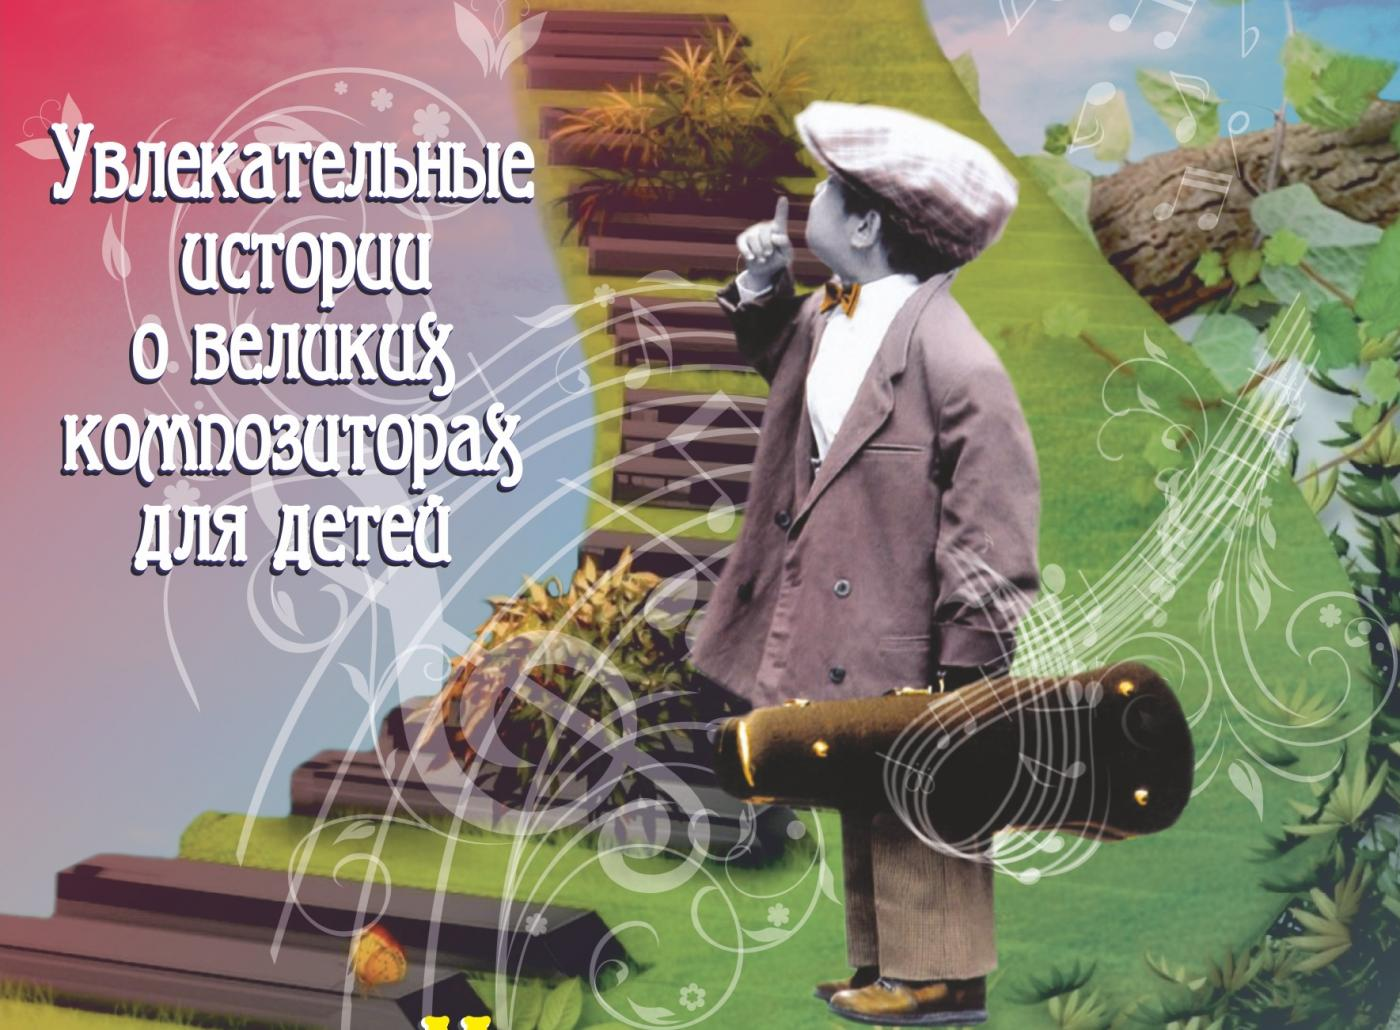 Увлекательные
истории
о великих
композиторах
для детей